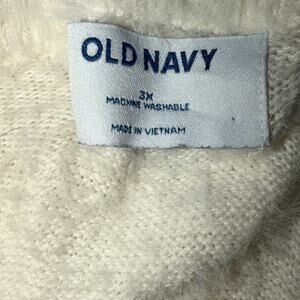 OLD NAVY
3X
MACHINE WASHABLE
MADE IN VIETNAM